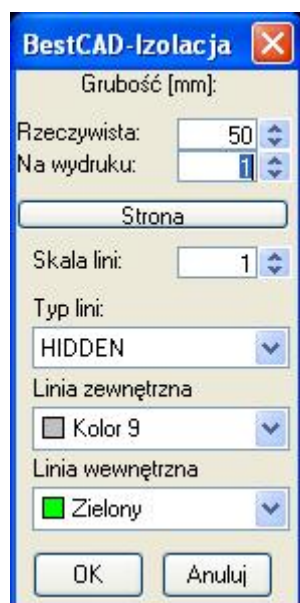 BestCAD-Izolacja
Grubość [mm]:
Rzeczywista: 50
Na wydruku: 1
Strona
Skala lini: 1
Typ lini:
HIDDEN
Linia zewnętrzna
Kolor 9
Linia wewnętrzna
Zielony
OK Anuluj